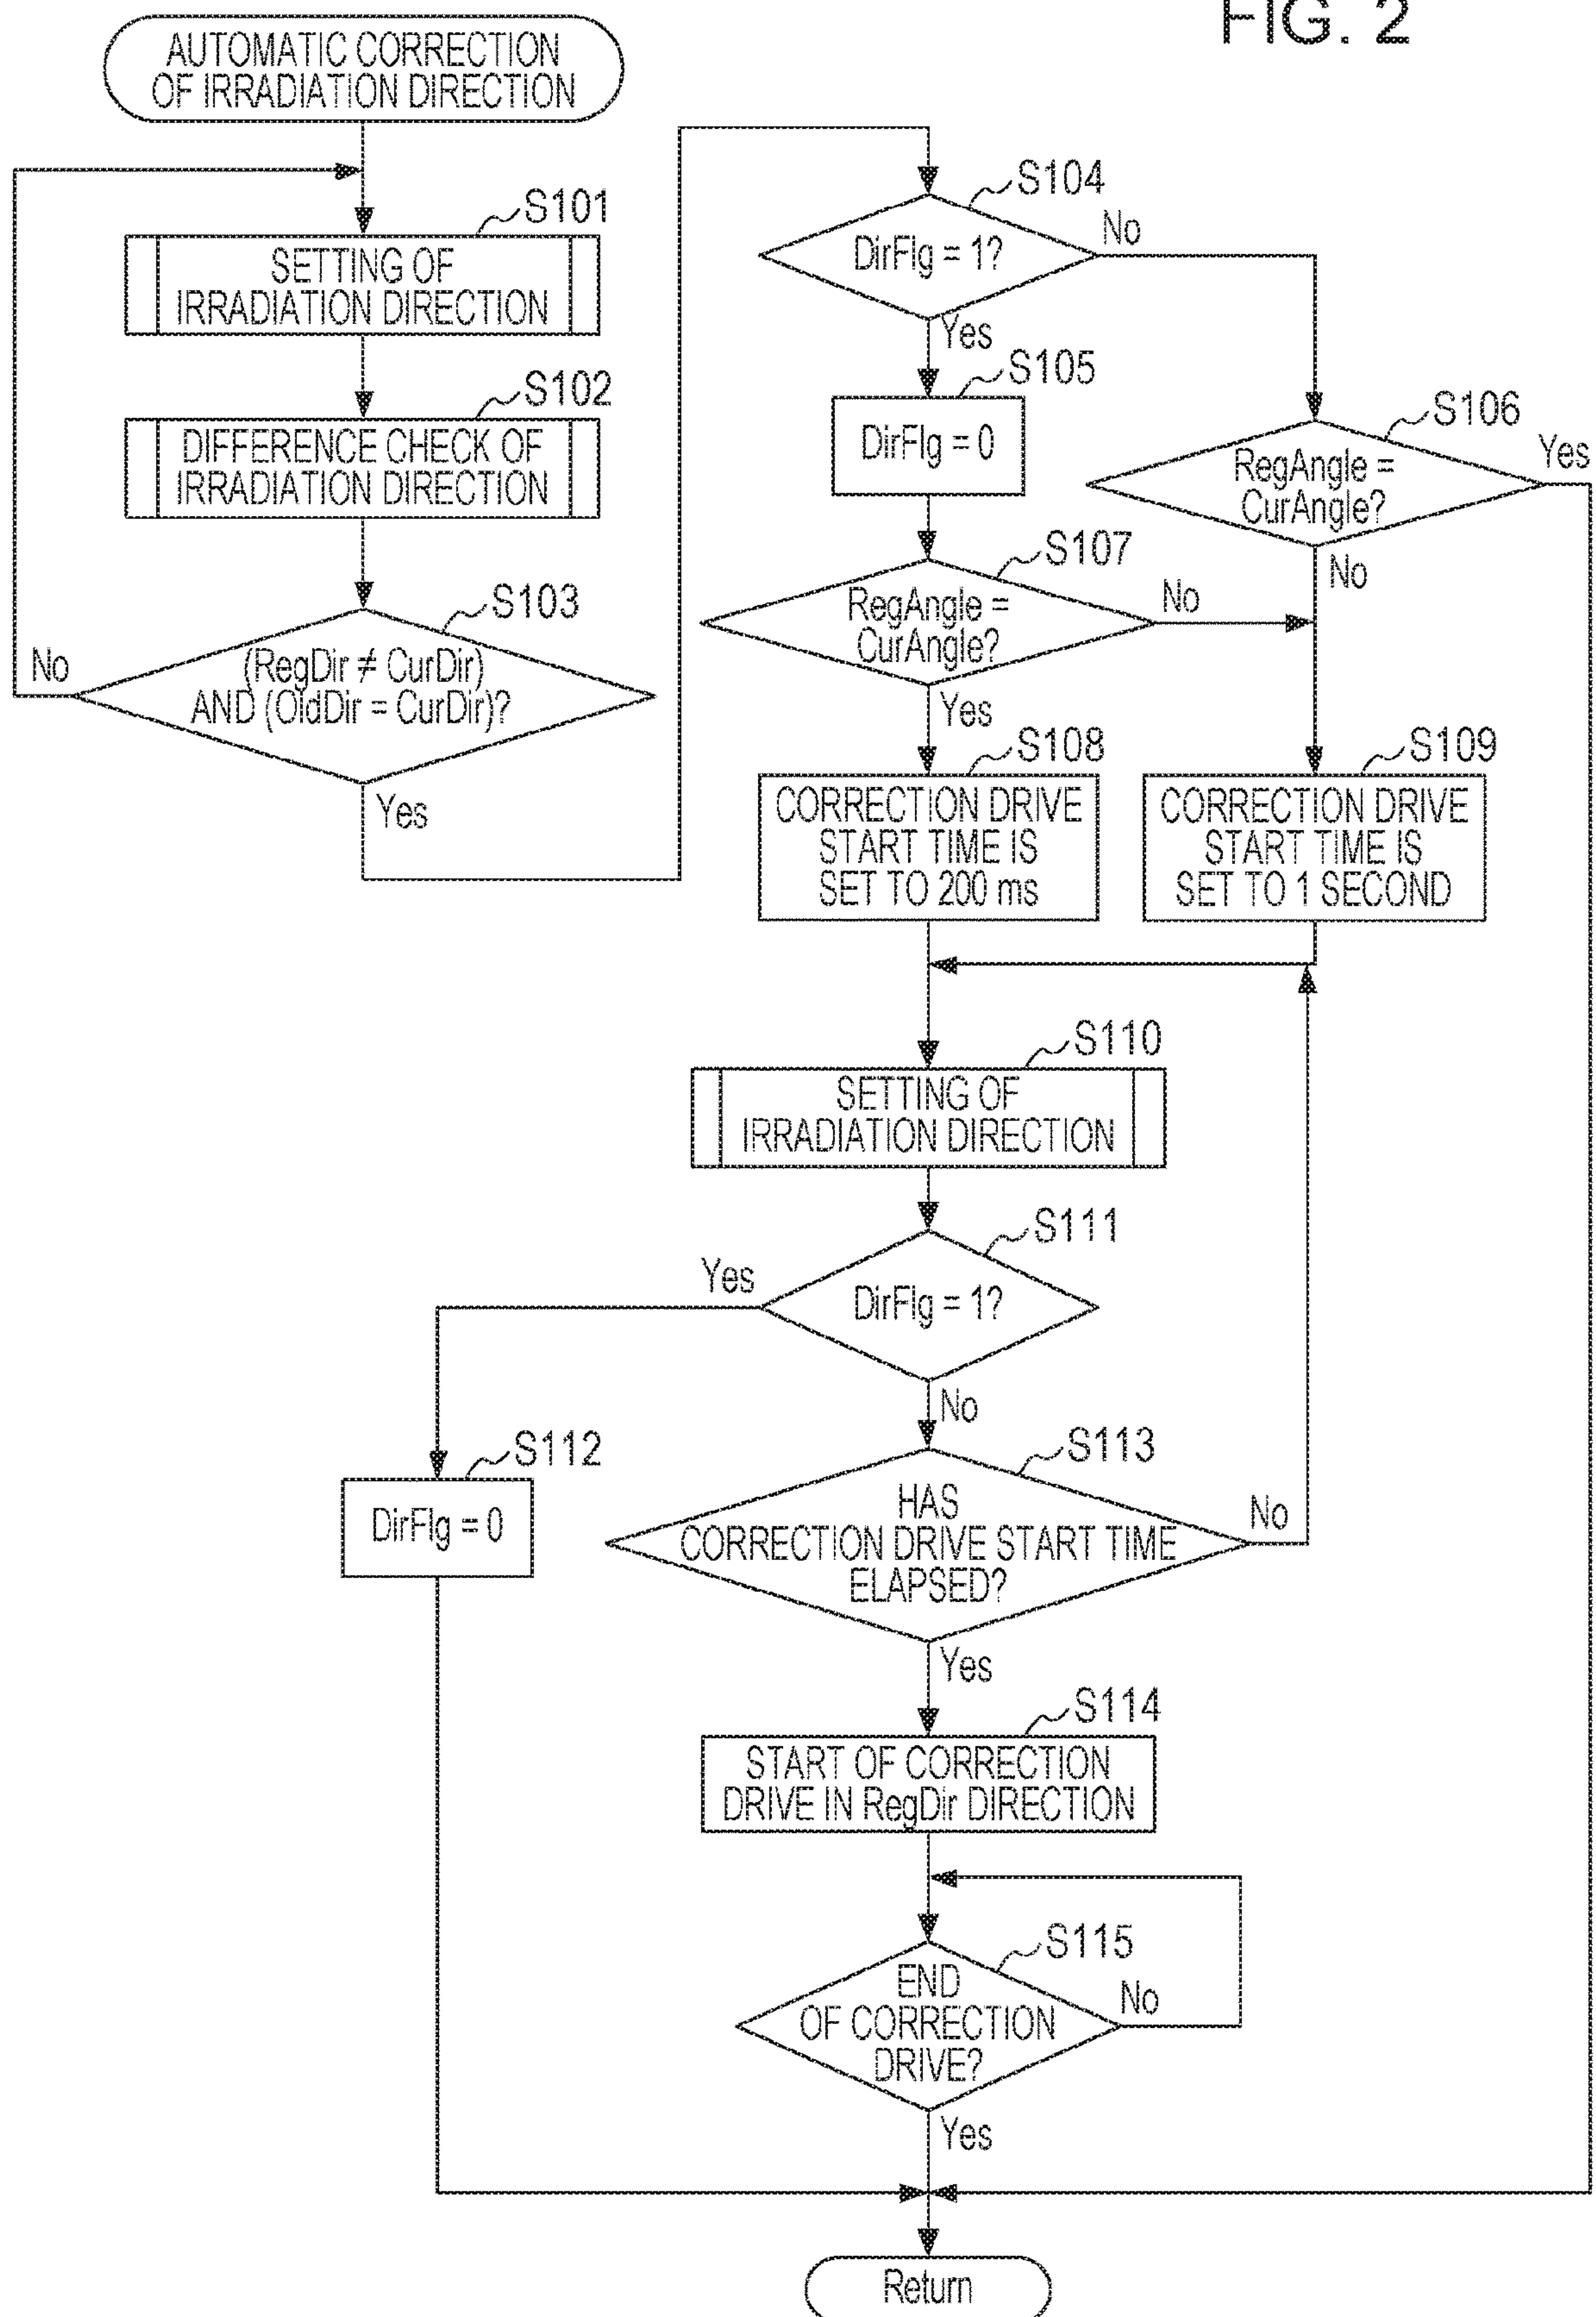 FIG. 2
AUTOMATIC CORRECTION
OF IRRADIATION DIRECTION
S101
SETTING OF
IRRADIATION DIRECTION
S102
DIFFERENCE CHECK OF
IRRADIATION DIRECTION
S103
No
(RegDir ≠ CurDir)
AND (OldDir = CurDir)?
Yes
S104
No
DirFlg = 1?
Yes
S105
DirFlg = 0
S106
Yes
RegAngle =
CurAngle?
No
S107
No
RegAngle =
CurAngle?
Yes
S108
CORRECTION DRIVE
START TIME IS
SET TO 200 ms
S109
CORRECTION DRIVE
START TIME IS
SET TO 1 SECOND
S110
SETTING OF
IRRADIATION DIRECTION
S111
Yes
DirFlg = 1?
No
S112
DirFlg = 0
S113
HAS
CORRECTION DRIVE START TIME
ELAPSED?
No
Yes
S114
START OF CORRECTION
DRIVE IN RegDir DIRECTION
S115
END
OF CORRECTION
DRIVE?
No
Yes
Return